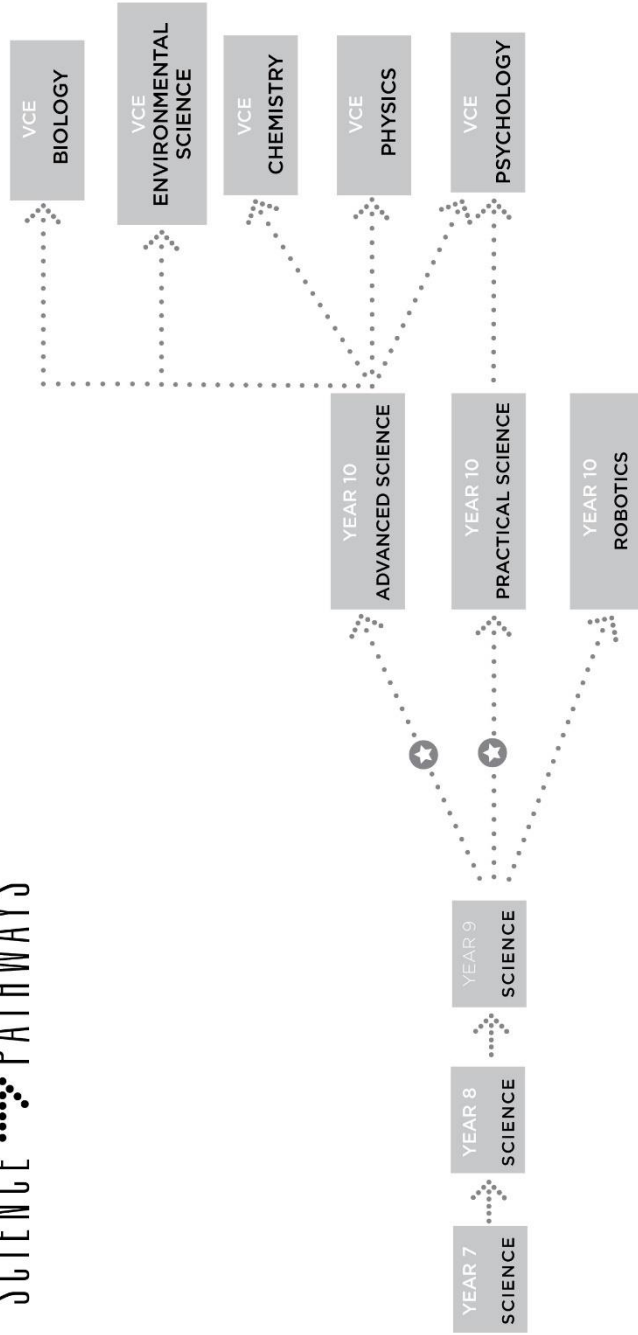 SCIENCE PATHWAYS
YEAR 7
SCIENCE
YEAR 8
SCIENCE
YEAR 9
SCIENCE
YEAR 10
ADVANCED SCIENCE
YEAR 10
PRACTICAL SCIENCE
YEAR 10
ROBOTICS
VCE
BIOLOGY
VCE
ENVIRONMENTAL
SCIENCE
VCE
CHEMISTRY
VCE
PHYSICS
VCE
PSYCHOLOGY